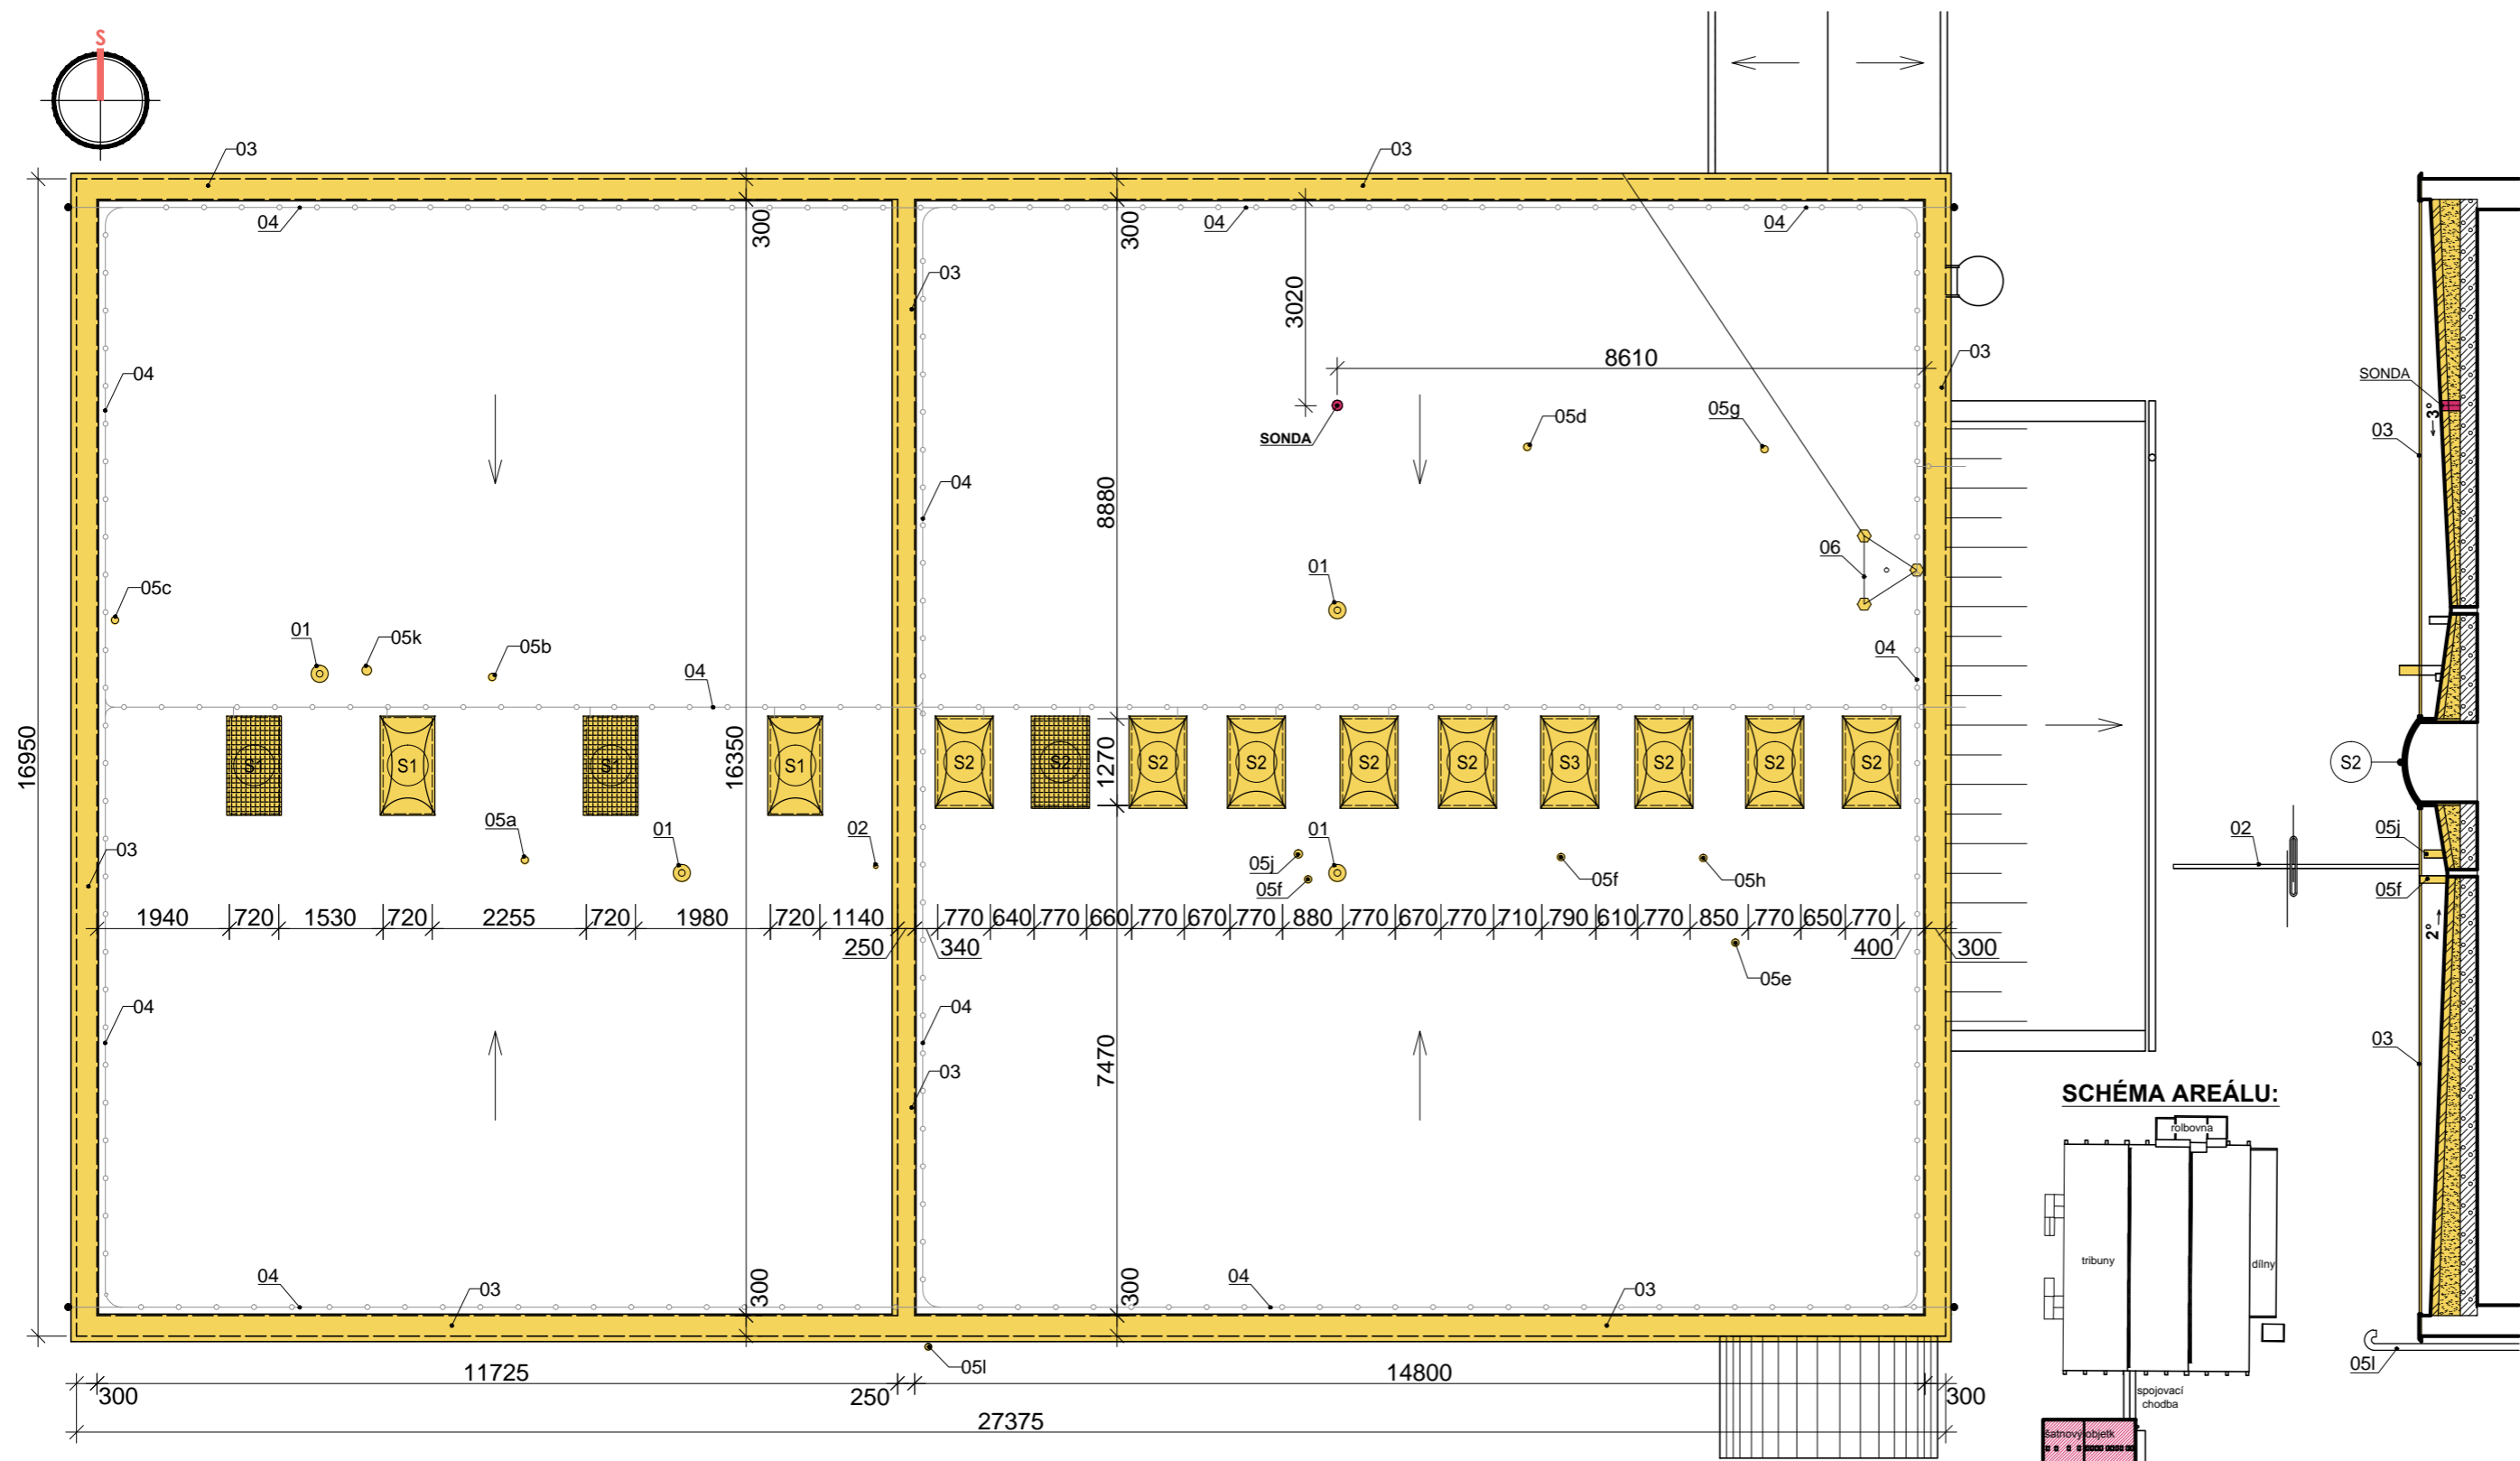 S
03
03
04
04
04
300
300
03
3020
8610
03
04
SONDA
05d
05g
04
8880
06
01
05c
01
05k
05b
04
04
16950
16350
1270
S1
S1
S1
S1
S2
S2
S2
S2
S2
S2
S3
S2
S2
S2
05a
01
02
01
05j
05f
05f
05h
03
1940
720
1530
720
2255
720
1980
720
1140
770
640
770
660
770
670
770
880
770
670
770
710
790
610
770
850
770
650
770
250
340
400
300
05e
04
04
7470
03
04
03
300
300
04
03
05l
11725
14800
300
250
300
27375
SONDA
3°
03
S2
02
05j
05f
2°
03
05l
SCHÉMA AREÁLU:
rolbovna
tribuny
dílny
spojovací
chodba
šatnový objetk